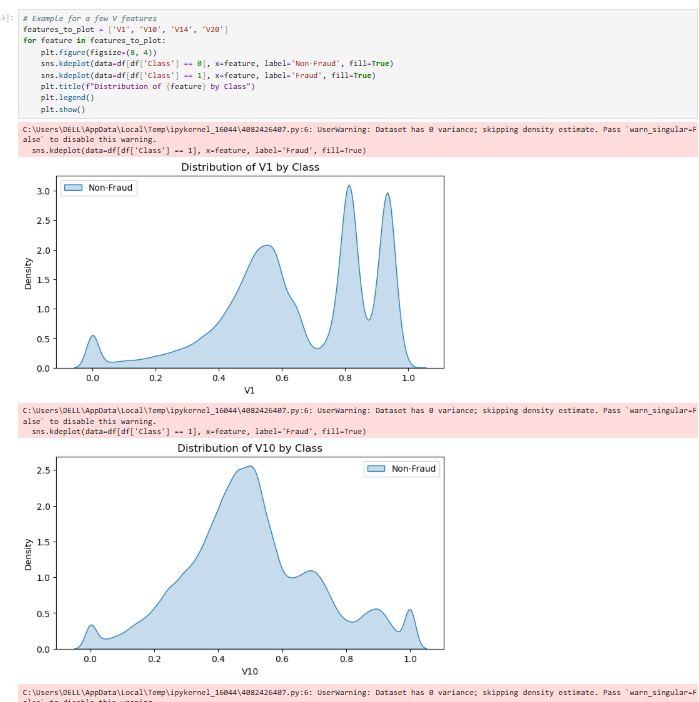 3]:
# Example for a few V features
features_to_plot = ['V1', 'V10', 'V14', 'V20']
for feature in features_to_plot:
    plt.figure(figsize=(8, 4))
    sns.kdeplot(data=df[df['Class'] == 0], x=feature, label='Non-Fraud', fill=True)
    sns.kdeplot(data=df[df['Class'] == 1], x=feature, label='Fraud', fill=True)
    plt.title(f"Distribution of {feature} by Class")
    plt.legend()
    plt.show()
C:\Users\DELL\AppData\Local\Temp\ipykernel_16044\4082426407.py:6: UserWarning: Dataset has 0 variance; skipping density estimate. Pass `warn_singular=F
alse` to disable this warning.
  sns.kdeplot(data=df[df['Class'] == 1], x=feature, label='Fraud', fill=True)
Distribution of V1 by Class
Non-Fraud
3.0
2.5
2.0
1.5
1.0
0.5
0.0
Density
0.0 0.2 0.4 0.6 0.8 1.0
V1
C:\Users\DELL\AppData\Local\Temp\ipykernel_16044\4082426407.py:6: UserWarning: Dataset has 0 variance; skipping density estimate. Pass `warn_singular=F
alse` to disable this warning.
  sns.kdeplot(data=df[df['Class'] == 1], x=feature, label='Fraud', fill=True)
Distribution of V10 by Class
Non-Fraud
2.5
2.0
1.5
1.0
0.5
0.0
Density
0.0 0.2 0.4 0.6 0.8 1.0
V10
C:\Users\DELL\AppData\Local\Temp\ipykernel_16044\4082426407.py:6: UserWarning: Dataset has 0 variance; skipping density estimate. Pass `warn_singular=F